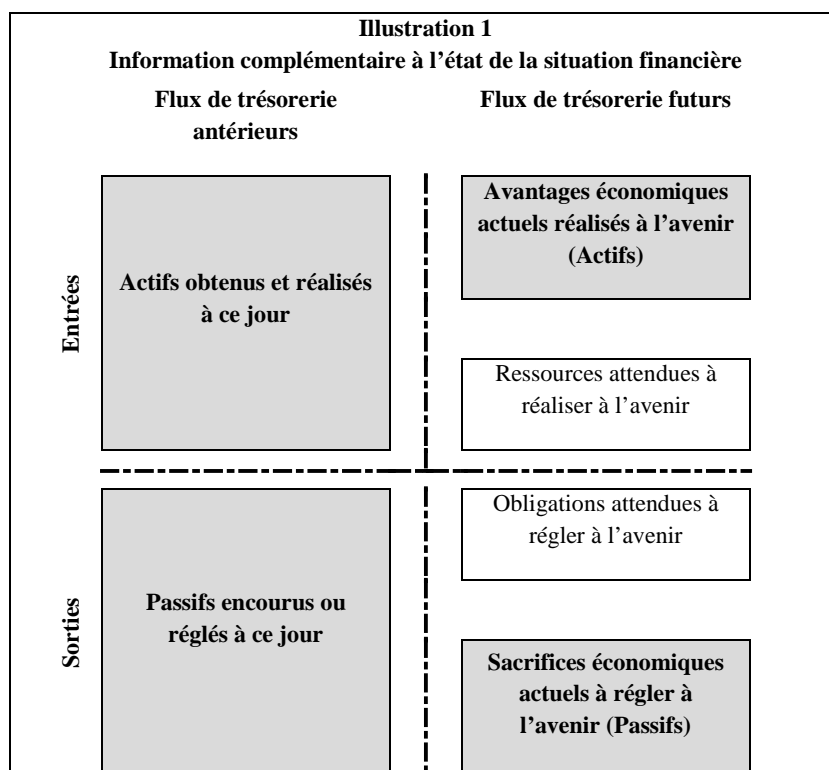 Illustration 1
Information complémentaire à l’état de la situation financière
Flux de trésorerie
antérieurs
Flux de trésorerie futurs
Entrées
Actifs obtenus et réalisés
à ce jour
Avantages économiques
actuels réalisés à l’avenir
(Actifs)
Ressources attendues à
réaliser à l’avenir
Sorties
Passifs encourus ou
réglés à ce jour
Obligations attendues à
régler à l’avenir
Sacrifices économiques
actuels à régler à
l’avenir (Passifs)